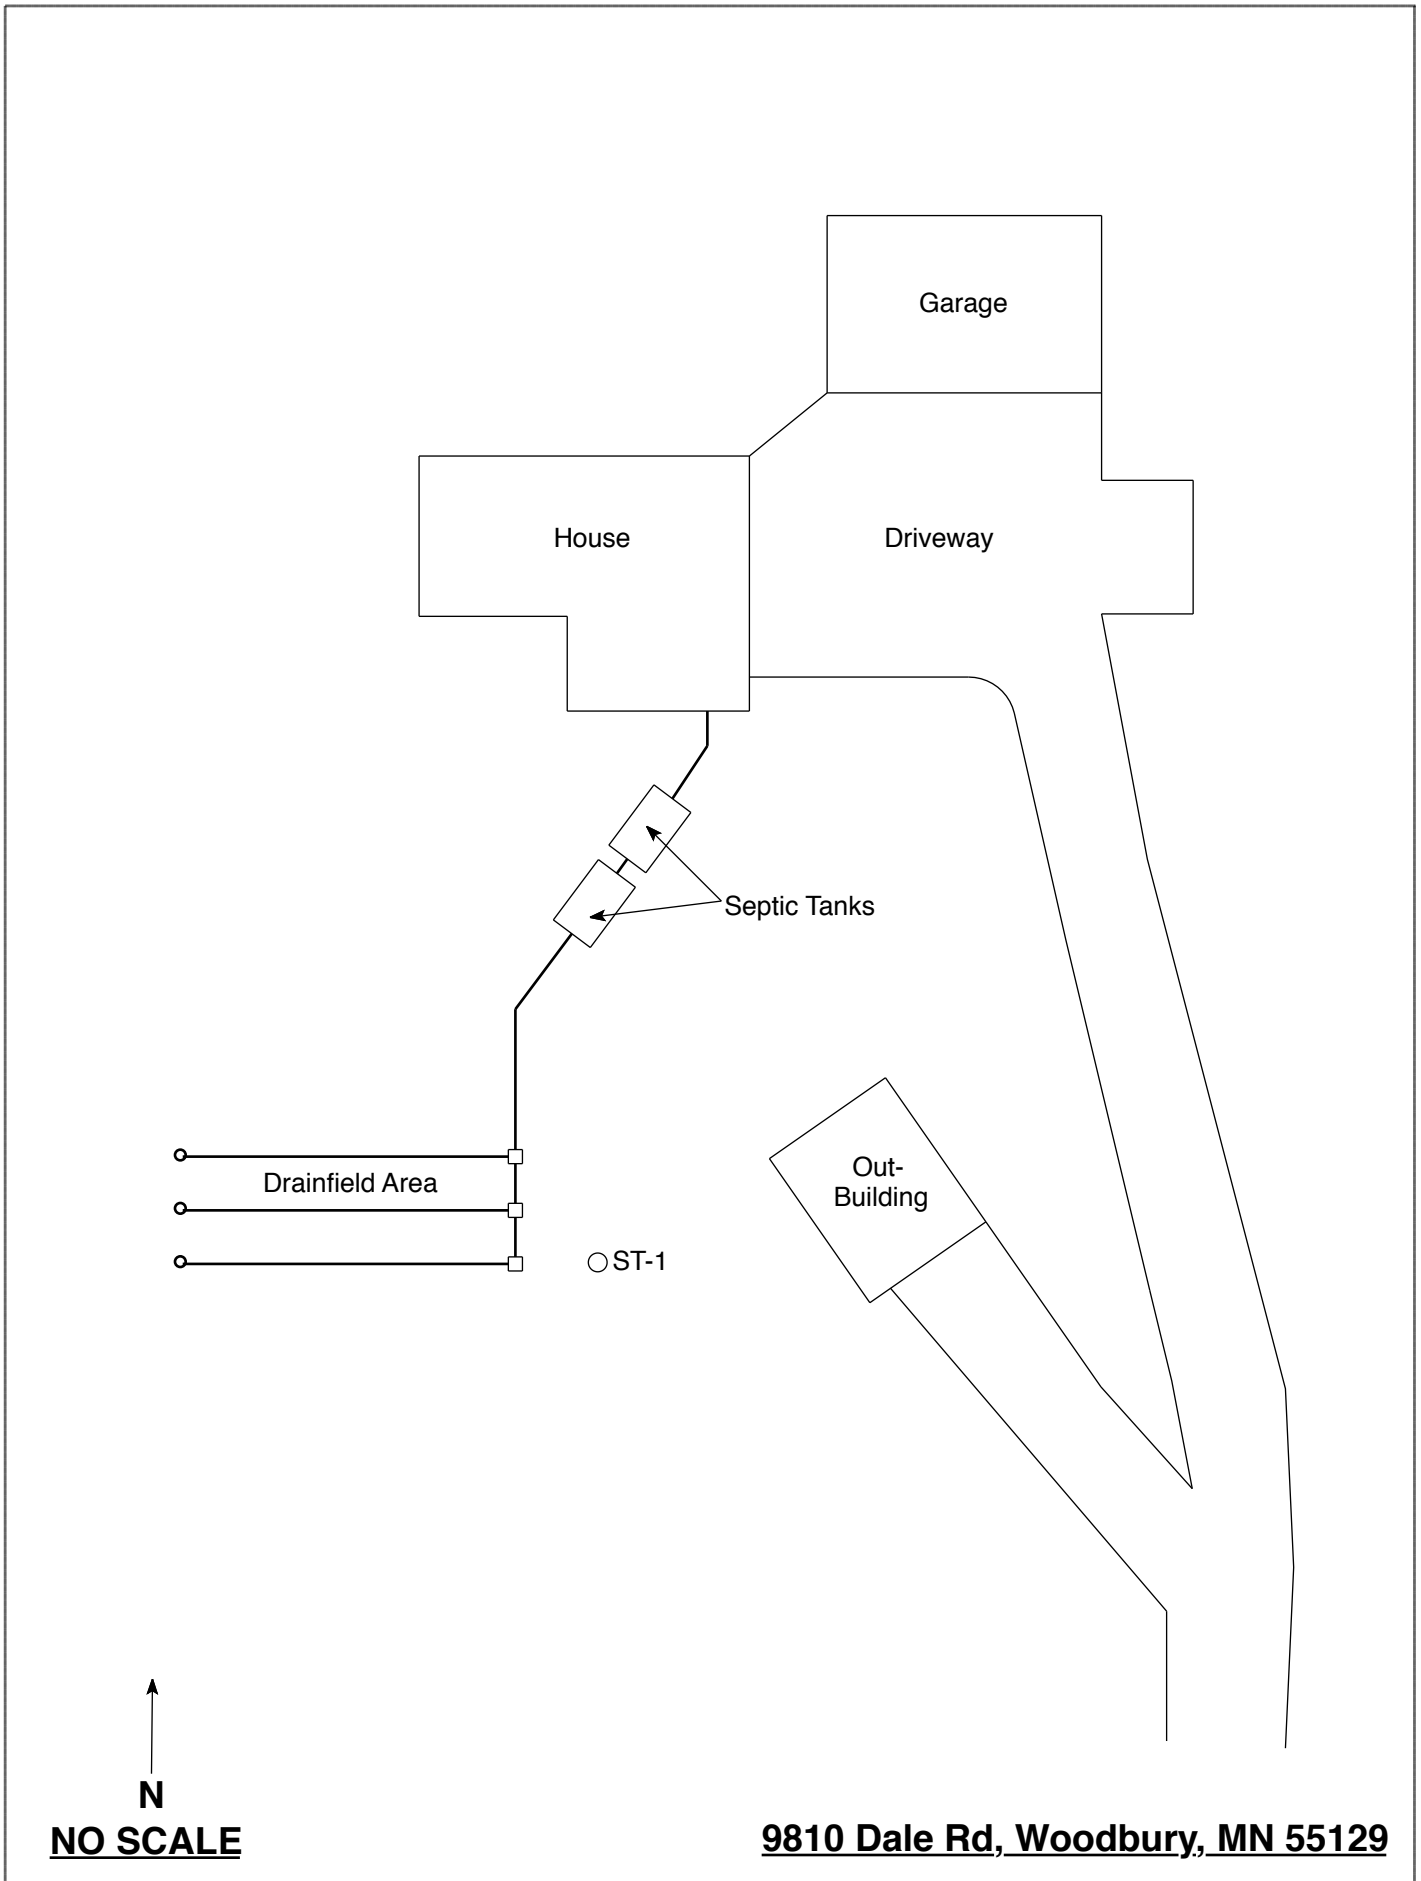 Garage
House
Driveway
Septic Tanks
Out-
Building
Drainfield Area
ST-1
N
NO SCALE
9810 Dale Rd, Woodbury, MN 55129